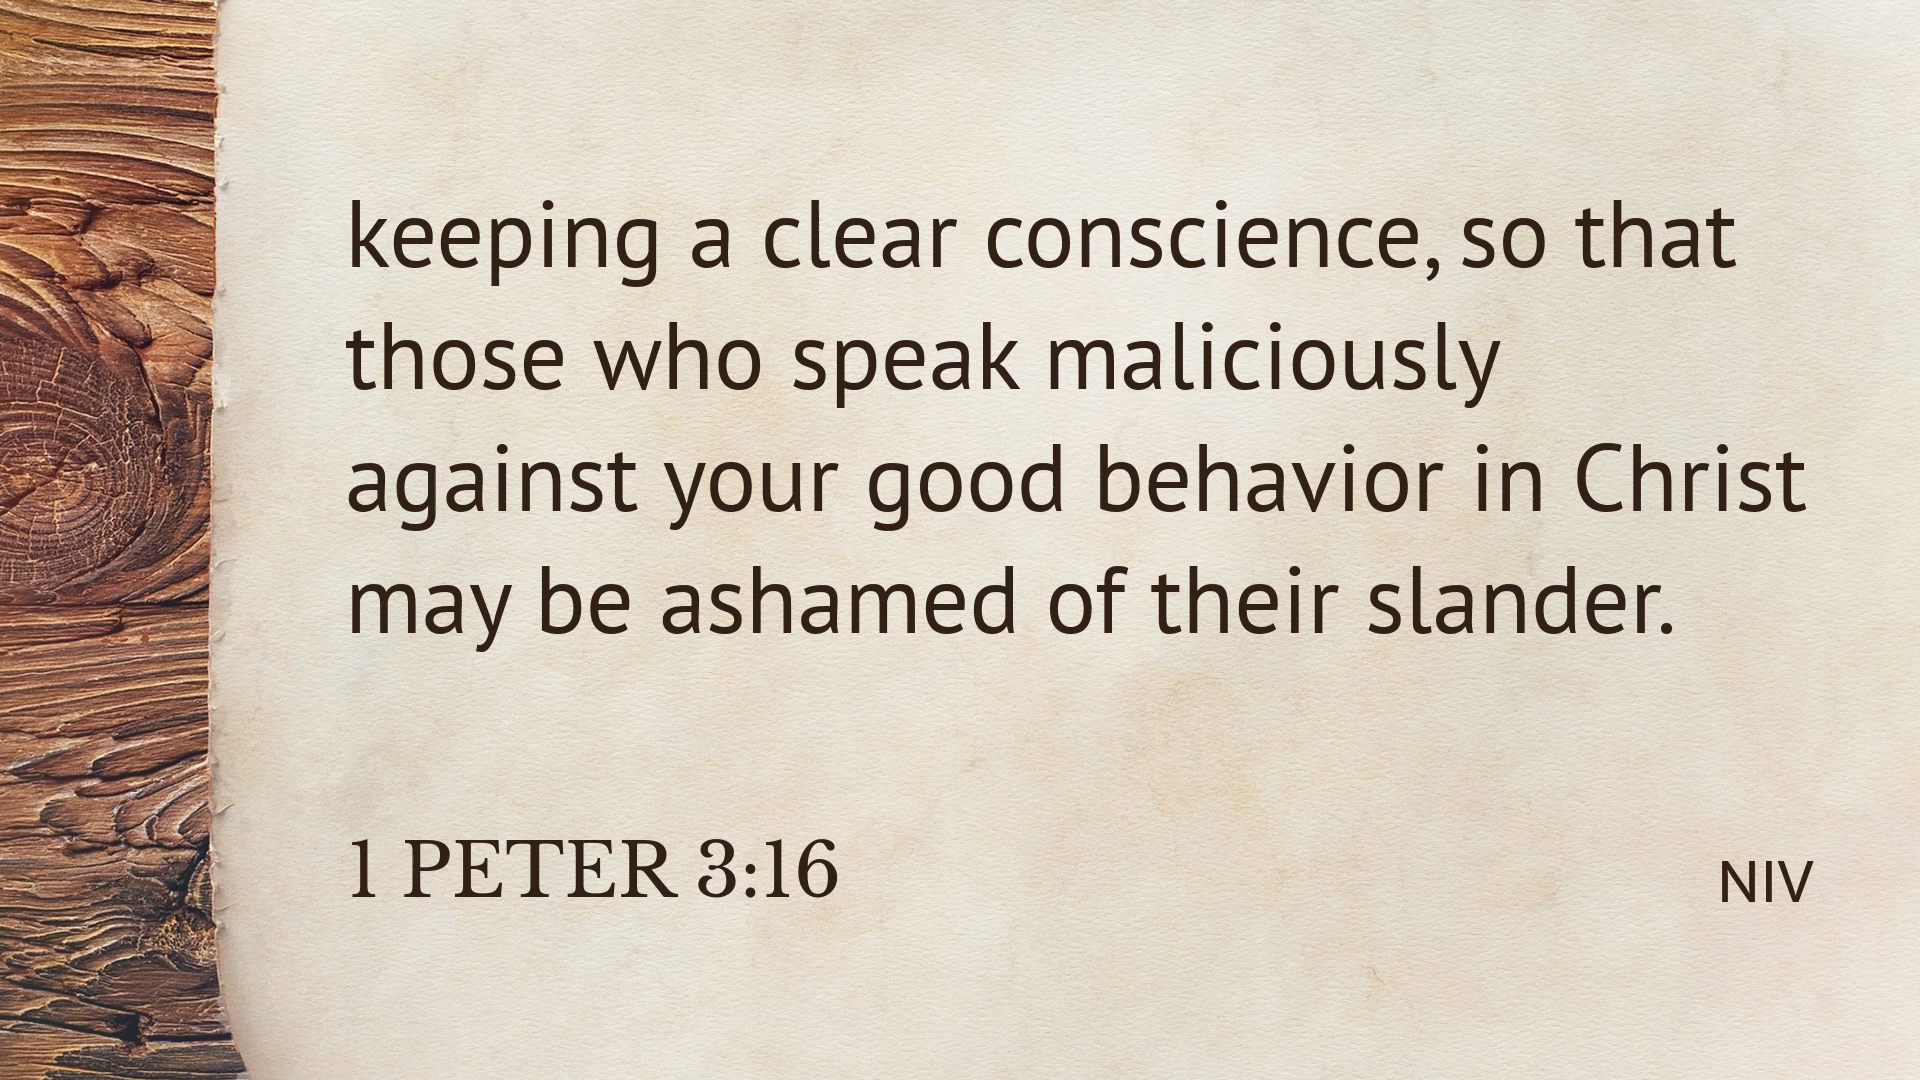 keeping a clear conscience, so that
those who speak maliciously
against your good behavior in Christ
may be ashamed of their slander.
1 PETER 3:16
NIV